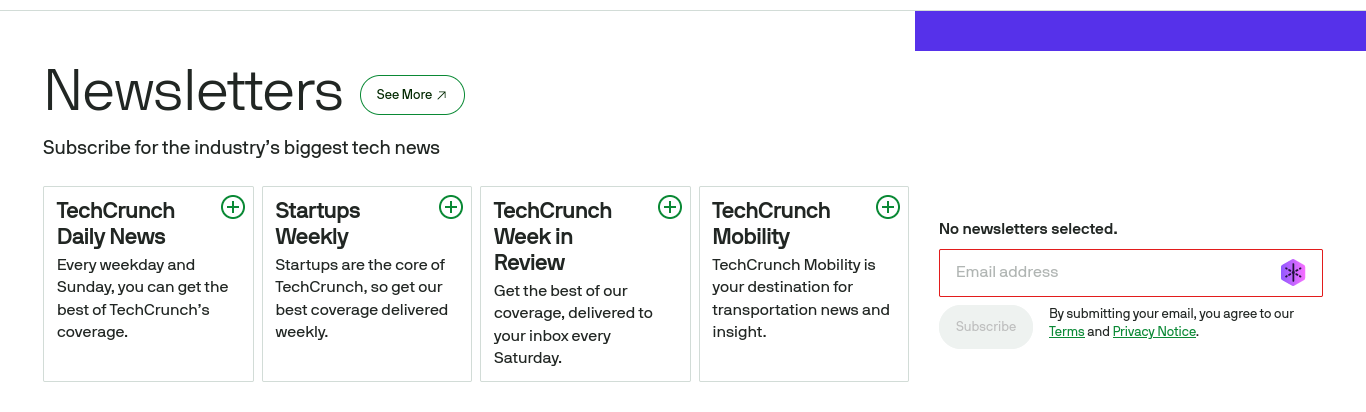 Newsletters
See More
Subscribe for the industry’s biggest tech news
TechCrunch
Daily News
Every weekday and
Sunday, you can get the
best of TechCrunch’s
coverage.
Startups
Weekly
Startups are the core of
TechCrunch, so get our
best coverage delivered
weekly.
TechCrunch
Week in
Review
Get the best of our
coverage, delivered to
your inbox every
Saturday.
TechCrunch
Mobility
TechCrunch Mobility is
your destination for
transportation news and
insight.
No newsletters selected.
Email address
Subscribe
By submitting your email, you agree to our
Terms and Privacy Notice.